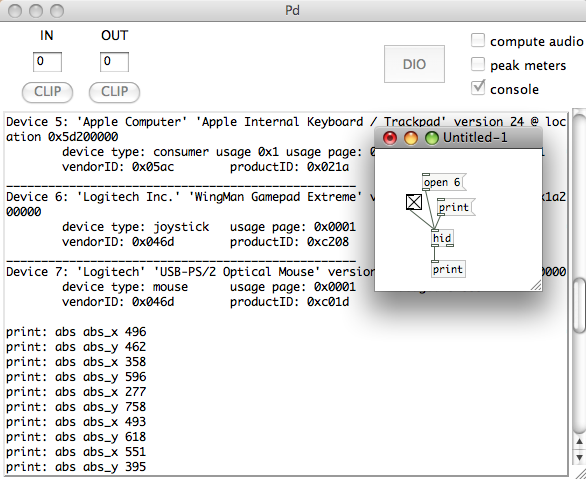 Pd
IN OUT
0 0
CLIP CLIP
DIO
compute audio
peak meters
console
Device 5: 'Apple Computer' 'Apple Internal Keyboard / Trackpad' version 24 @ loc
ation 0x5d200000
device type: consumer usage 0x1 usage page:
vendorID: 0x05ac productID: 0x021a
Device 6: 'Logitech Inc.' 'WingMan Gamepad Extreme'
00000
device type: joystick usage page: 0x0001
vendorID: 0x046d productID: 0xc208
Device 7: 'Logitech' 'USB-PS/2 Optical Mouse' version
device type: mouse usage page: 0x0001
vendorID: 0x046d productID: 0xc01d
print: abs abs_x 496
print: abs abs_y 462
print: abs abs_x 358
print: abs abs_y 596
print: abs abs_x 277
print: abs abs_y 758
print: abs abs_x 493
print: abs abs_y 618
print: abs abs_x 551
print: abs abs_y 395
Untitled-1
open 6
print
hid
print